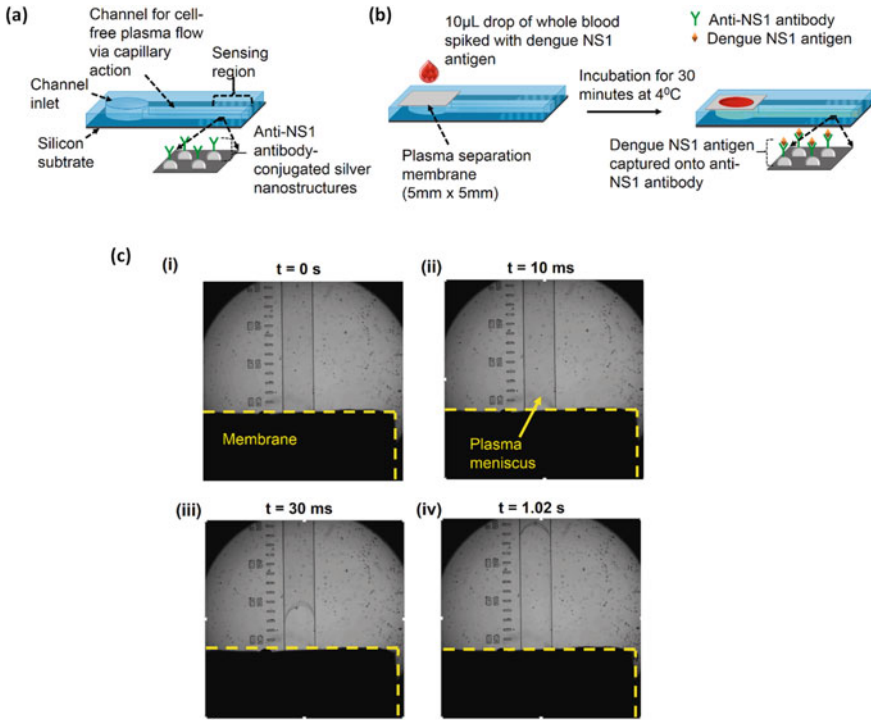 (a)
Channel for cell-
free plasma flow
via capillary
action
Sensing
region
Channel
inlet
Silicon
subtrate
Anti-NS1
antibody-
conjugated silver
nanostructures
(b)
10µL drop of whole blood
spiked with dengue NS1
antigen
Plasma separation
membrane
(5mm x 5mm)
Incubation for 30
minutes at 4⁰C
Anti-NS1 antibody
Dengue NS1 antigen
Dengue NS1 antigen
captured onto anti-
NS1 antibody
(c)
(i)
t = 0 s
Membrane
(ii)
t = 10 ms
Plasma
meniscus
(iii)
t = 30 ms
(iv)
t = 1.02 s